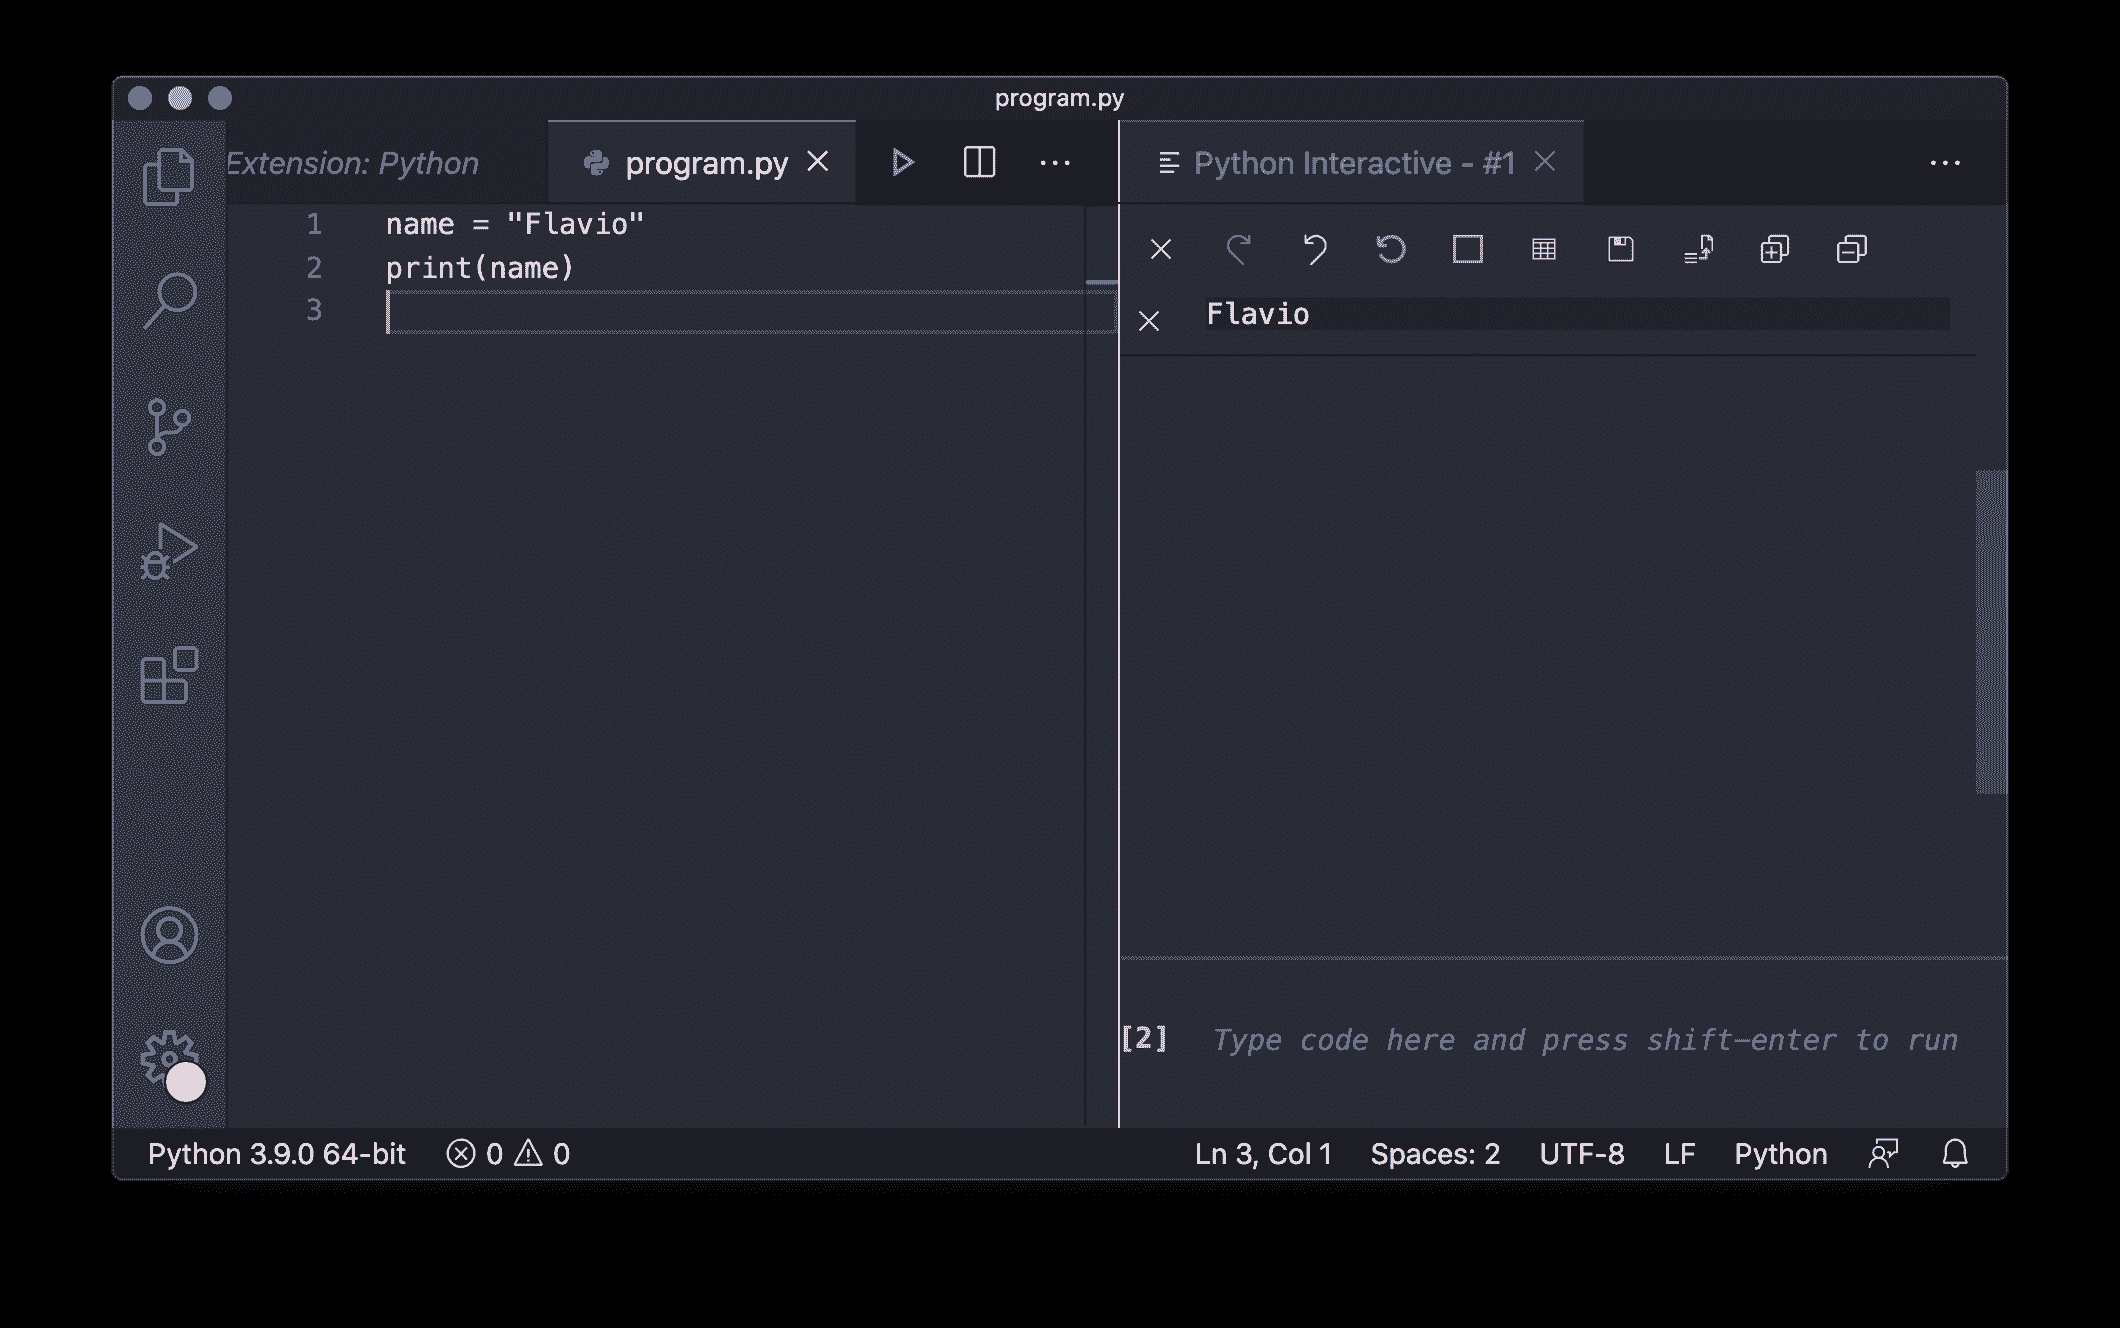 program.py
Extension: Python
program.py
Python Interactive - #1
1 name = "Flavio"
2 print(name)
3
Flavio
[2] Type code here and press shift-enter to run
Python 3.9.0 64-bit 0 0 Ln 3, Col 1 Spaces: 2 UTF-8 LF Python